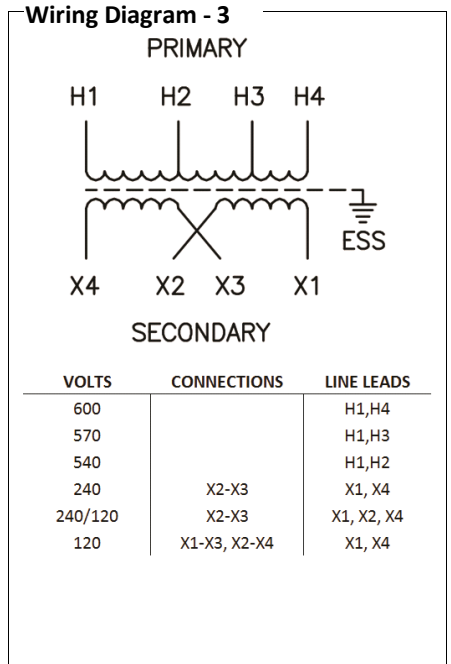 Wiring Diagram - 3
PRIMARY
H1 H2 H3 H4
ESS
X4 X2 X3 X1
SECONDARY
VOLTS CONNECTIONS LINE LEADS
600 H1,H4
570 H1,H3
540 H1,H2
240 X2-X3 X1, X4
240/120 X2-X3 X1, X2, X4
120 X1-X3, X2-X4 X1, X4